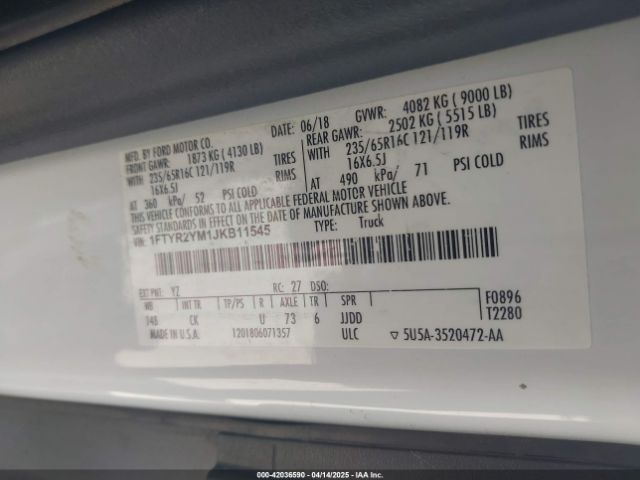 MFD. BY FORD MOTOR CO.
DATE: 06/18
GVWR: 4082 KG ( 9000 LB)
FRONT GAWR: 1873 KG ( 4130 LB)
REAR GAWR: 2502 KG ( 5515 LB)
WITH 235/65R16C 121/119R TIRES
WITH 235/65R16C 121/119R TIRES
16X6.5J RIMS
16X6.5J RIMS
AT 360 kPa/ 52 PSI COLD
AT 490 kPa/ 71 PSI COLD
THIS VEHICLE CONFORMS TO ALL APPLICABLE FEDERAL MOTOR VEHICLE
SAFETY STANDARDS IN EFFECT ON THE DATE OF MANUFACTURE SHOWN ABOVE.
VIN: 1FTYR2YM1JKB11545
TYPE: Truck
EXT PNT: YZ RC: 27 DSO:
WB INT TR TP/PS R AXLE TR SPR
148 CK U 73 6 JJDD
F0896
T2280
MADE IN U.S.A. 1201806071357 ULC
5U5A-3520472-AA
000-42036590 - 04/14/2025 - IAA Inc.